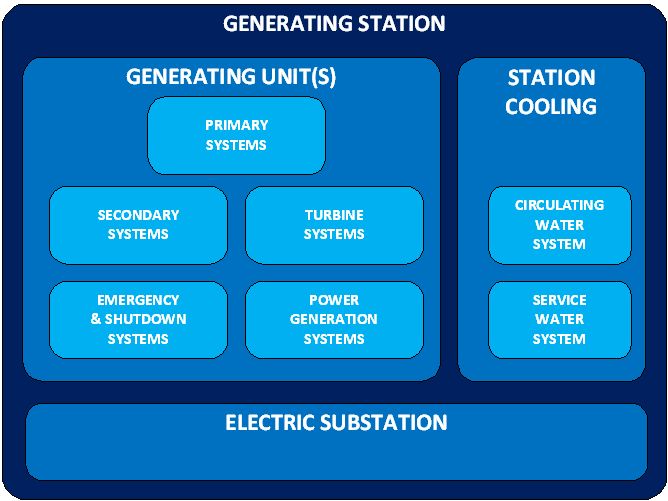 GENERATING STATION
GENERATING UNIT(S)
PRIMARY
SYSTEMS
SECONDARY
SYSTEMS
TURBINE
SYSTEMS
EMERGENCY
& SHUTDOWN
SYSTEMS
POWER
GENERATION
SYSTEMS
STATION
COOLING
CIRCULATING
WATER
SYSTEM
SERVICE
WATER
SYSTEM
ELECTRIC SUBSTATION